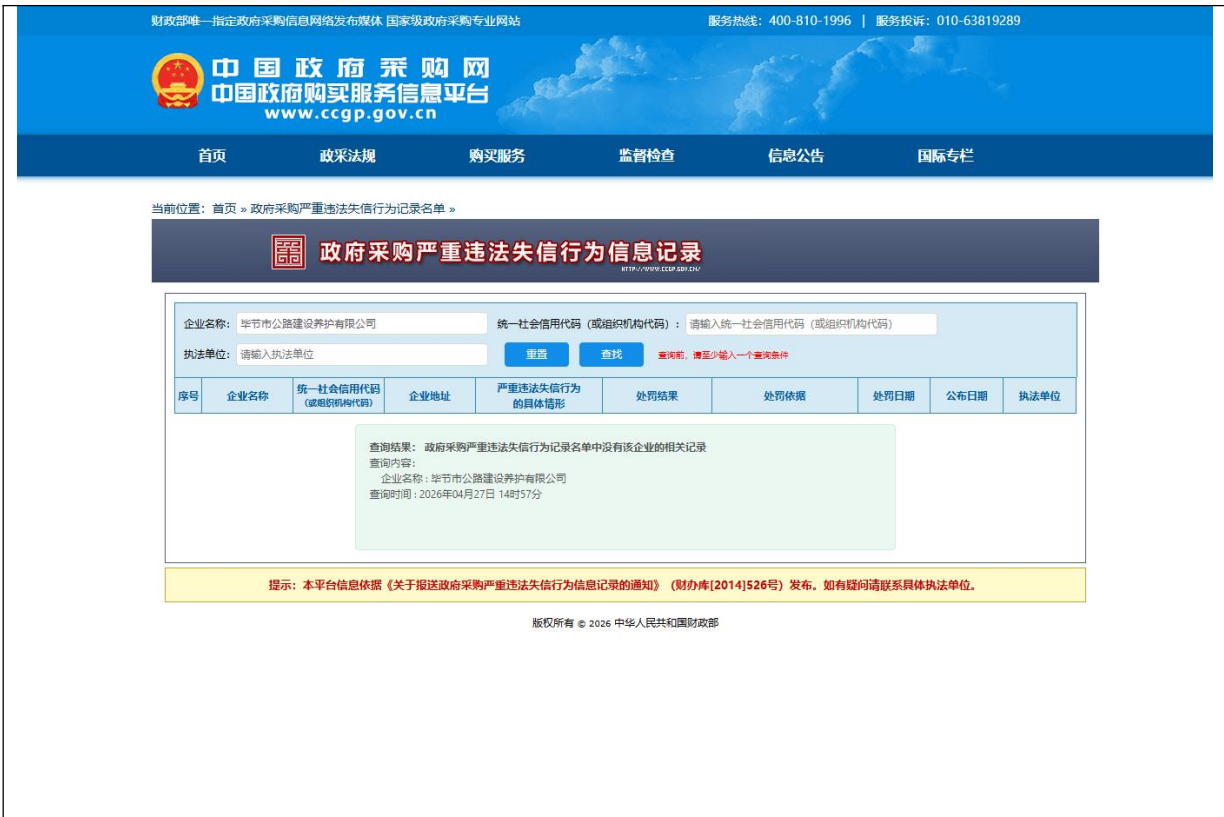 财政部唯一指定政府采购信息网络发布媒体 国家级政府采购专业网站
服务热线：400-810-1996 | 服务投诉：010-63819289
中国政府采购网
中国政府购买服务信息平台
www.ccgp.gov.cn
首页 政采法规 购买服务 监督检查 信息公告 国际专栏
当前位置：首页 » 政府采购严重违法失信行为记录名单 »
政府采购严重违法失信行为信息记录
HTTP://WWW.CCGP.GOV.CN/
企业名称： 毕节市公路建设养护有限公司 统一社会信用代码（或组织机构代码）： 请输入统一社会信用代码（或组织机构代码）
执法单位： 请输入执法单位 重置 查找 查询前，请至少输入一个查询条件
序号 企业名称 统一社会信用代码（或组织机构代码） 企业地址 严重违法失信行为的具体情形 处罚结果 处罚依据 处罚日期 公布日期 执法单位
查询结果： 政府采购严重违法失信行为记录名单中没有该企业的相关记录
查询内容：
企业名称：毕节市公路建设养护有限公司
查询时间：2026年04月27日 14时57分
提示：本平台信息依据《关于报送政府采购严重违法失信行为信息记录的通知》（财办库[2014]526号）发布。如有疑问请联系具体执法单位。
版权所有 © 2026 中华人民共和国财政部